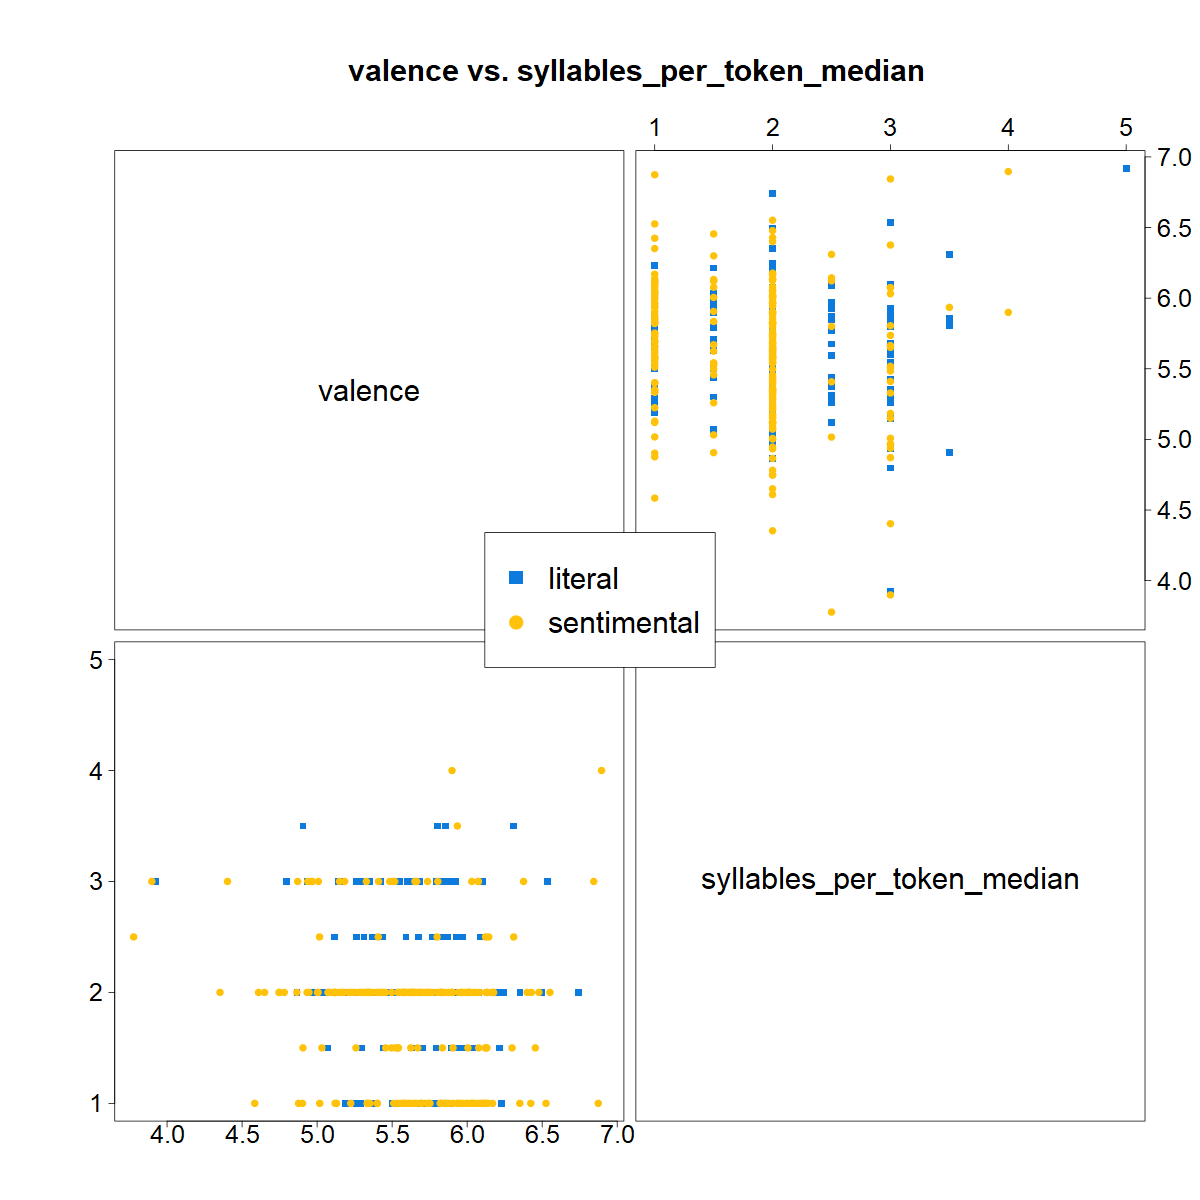 valence vs. syllables_per_token_median
1 2 3 4 5
7.0
6.5
6.0
5.5
5.0
4.5
4.0
valence
literal
sentimental
5
4
3
2
1
syllables_per_token_median
4.0 4.5 5.0 5.5 6.0 6.5 7.0